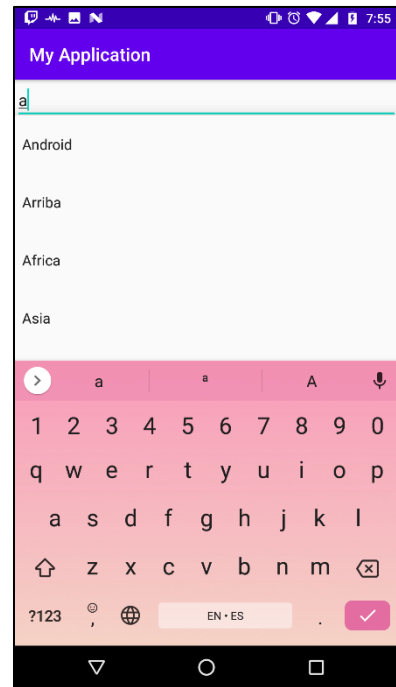 7:55
My Application
a
Android
Arriba
Africa
Asia
a a A
1 2 3 4 5 6 7 8 9 0
q w e r t y u i o p
a s d f g h j k l
z x c v b n m
?123 , EN • ES .